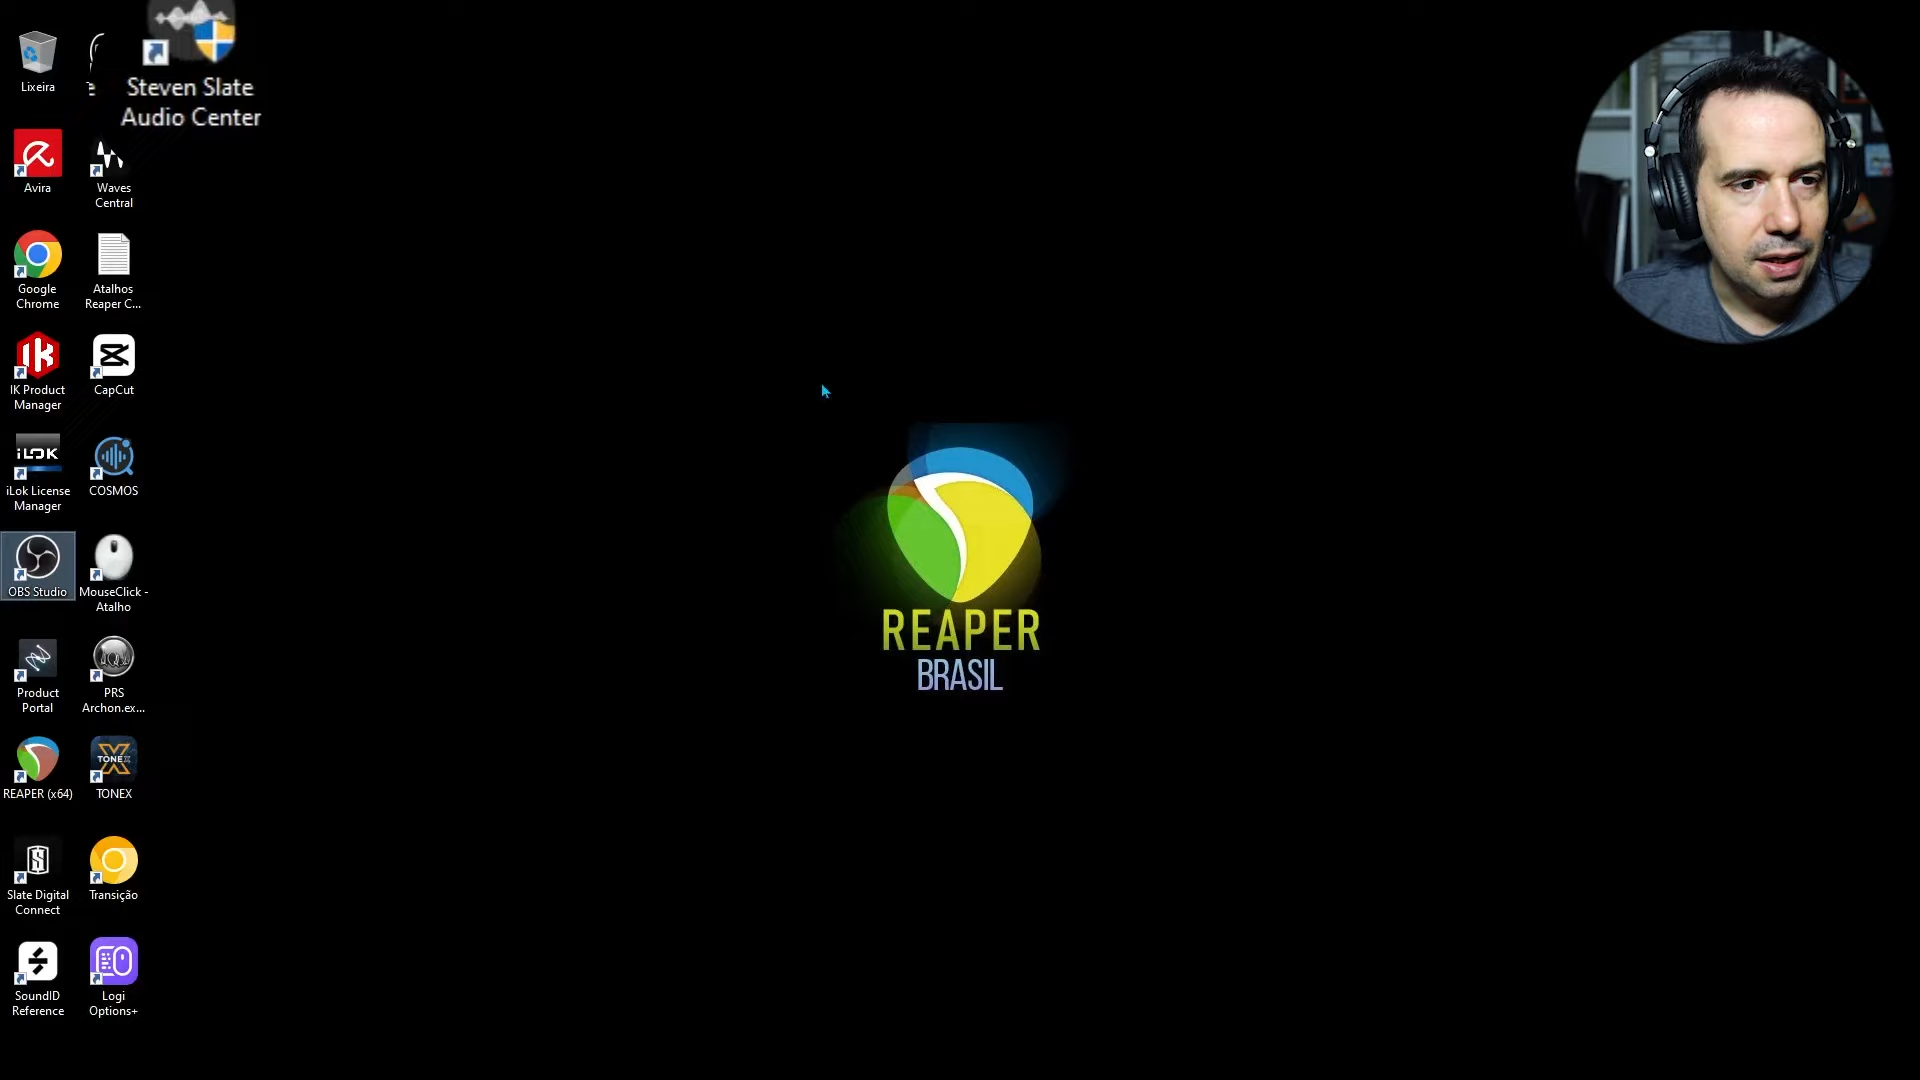 Lixeira
e
Steven Slate
Audio Center
Avira
Waves
Central
Google
Chrome
Atalhos
Reaper C...
IK Product
Manager
CapCut
iLOK
iLok License
Manager
COSMOS
OBS Studio
MouseClick -
Atalho
Product
Portal
PRS
Archon.ex...
REAPER (x64)
TONEX
TONEX
Slate Digital
Connect
Transição
SoundID
Reference
Logi
Options+
REAPER
BRASIL